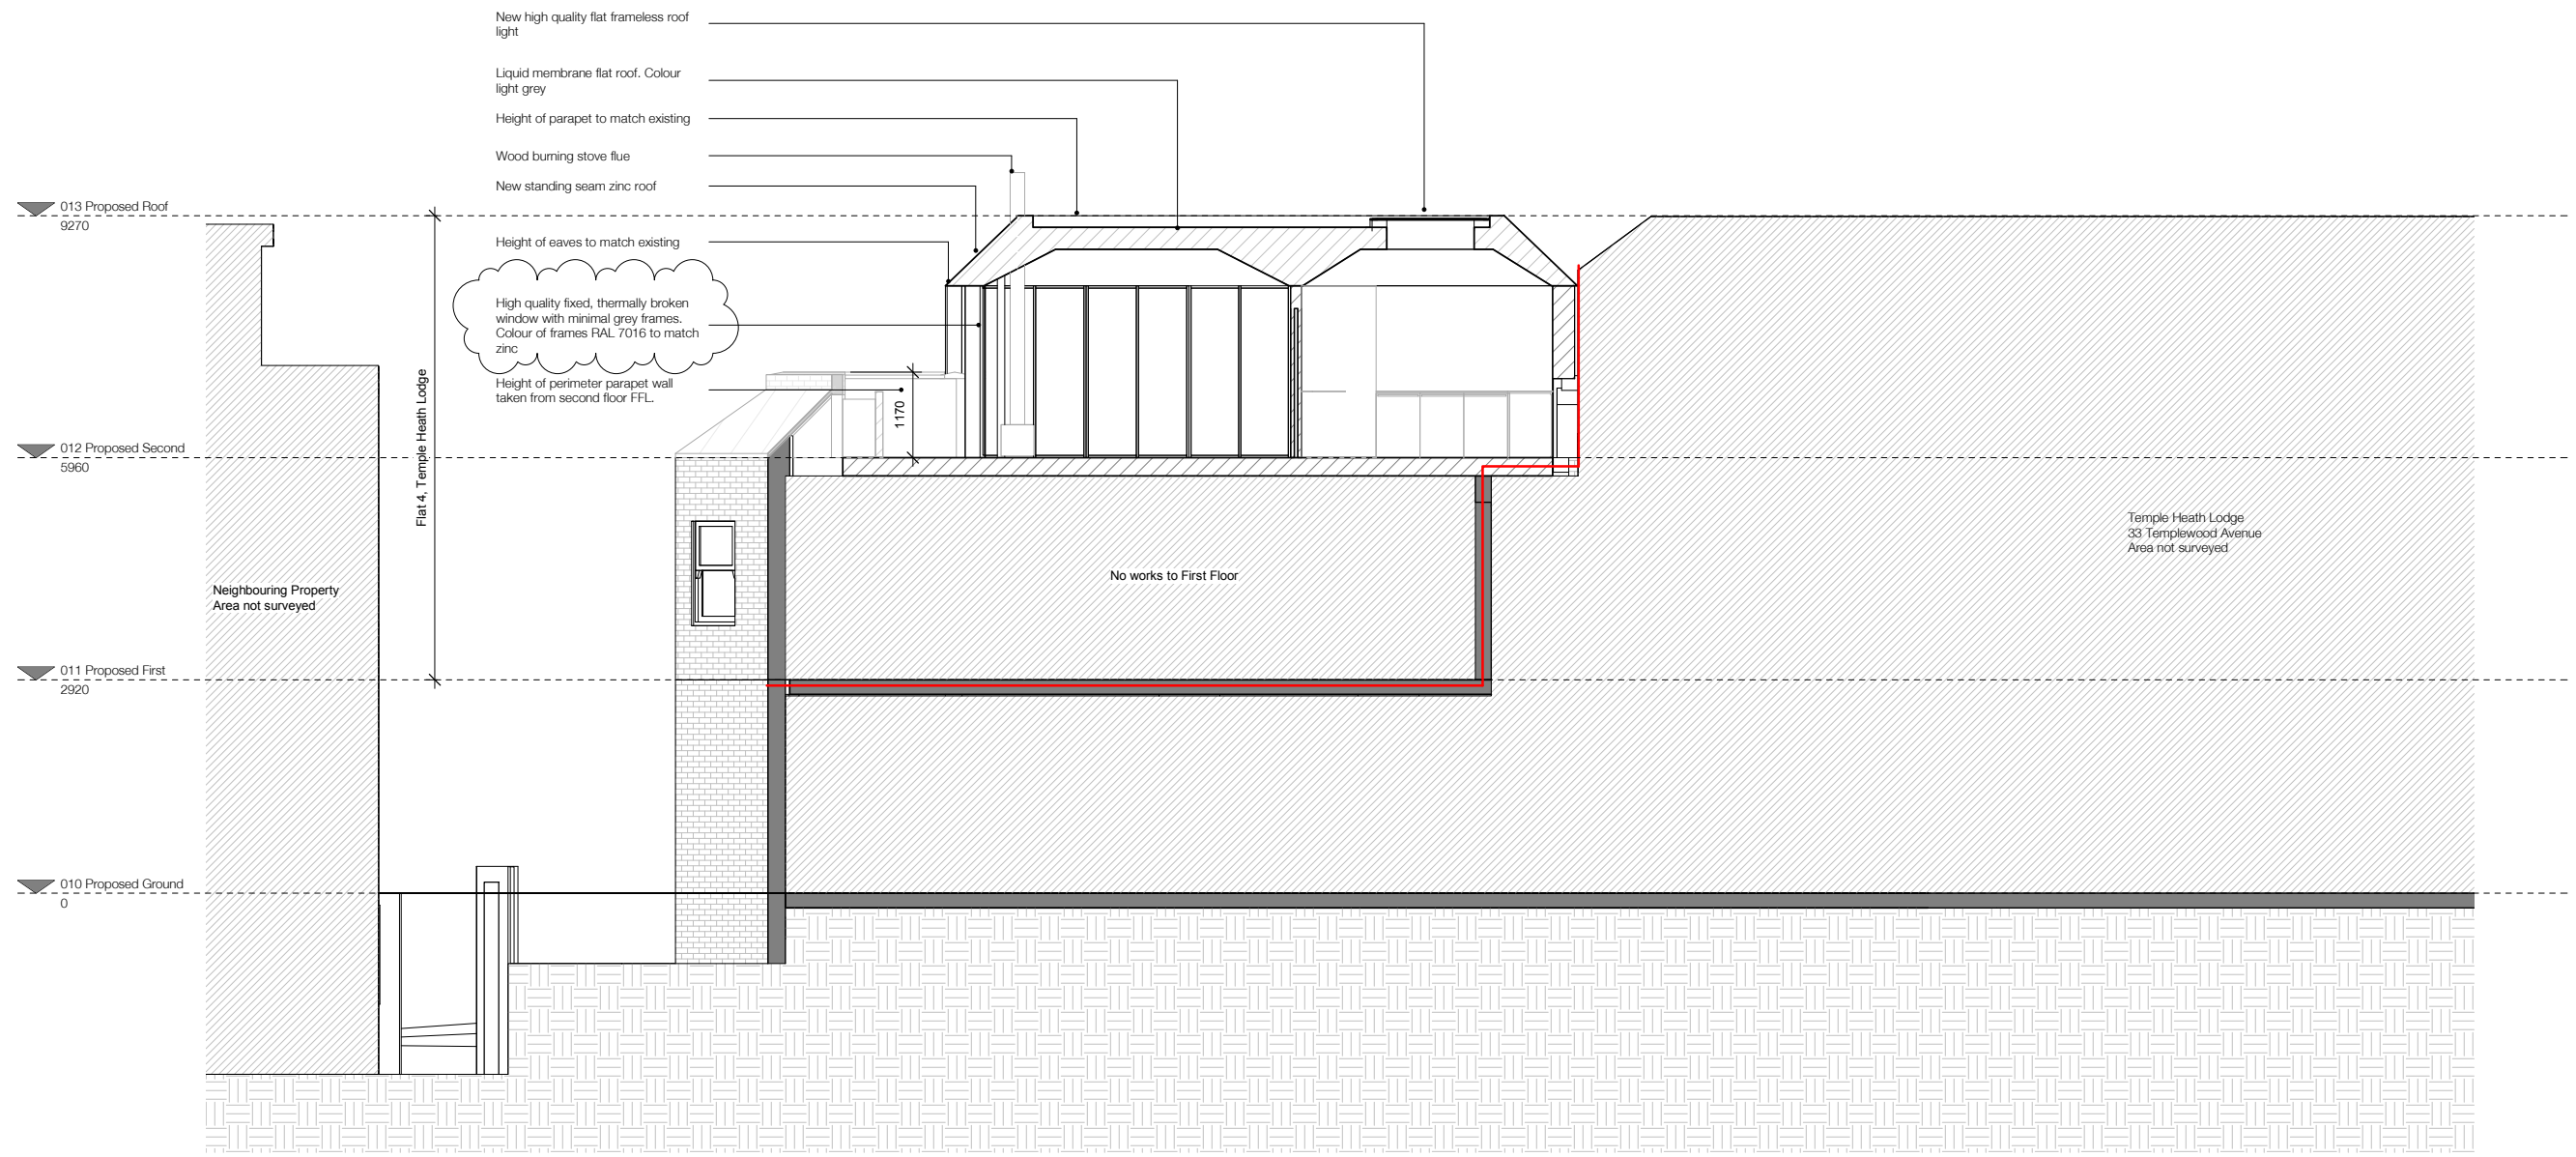 New high quality flat frameless roof
light
Liquid membrane flat roof. Colour
light grey
Height of parapet to match existing
Wood burning stove flue
New standing seam zinc roof
013 Proposed Roof
9270
Height of eaves to match existing
High quality fixed, thermally broken
window with minimal grey frames.
Colour of frames RAL 7016 to match
zinc
Height of perimeter parapet wall
taken from second floor FFL.
1170
Flat 4, Temple Heath Lodge
012 Proposed Second
5960
Temple Heath Lodge
33 Templewood Avenue
Area not surveyed
No works to First Floor
Neighbouring Property
Area not surveyed
011 Proposed First
2920
010 Proposed Ground
0